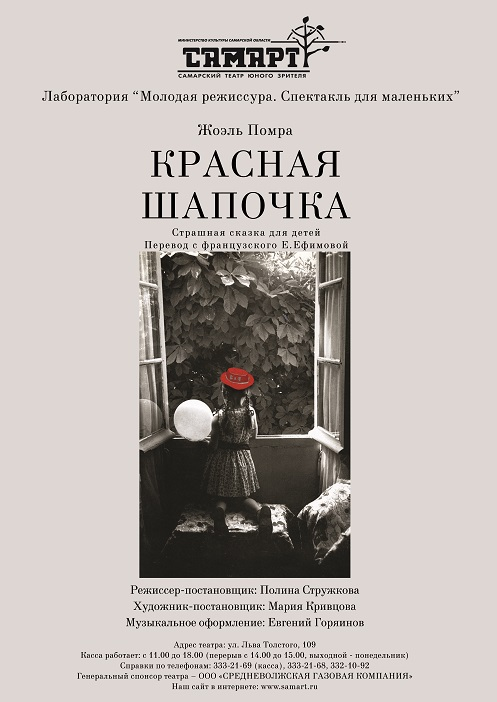 МИНИСТЕРСТВО КУЛЬТУРЫ САМАРСКОЙ ОБЛАСТИ
САМАРТ
САМАРСКИЙ ТЕАТР ЮНОГО ЗРИТЕЛЯ
Лаборатория “Молодая режиссура. Спектакль для маленьких”
Жоэль Помра
КРАСНАЯ
ШАПОЧКА
Страшная сказка для детей
Перевод с французского Е.Ефимовой
Режиссер-постановщик: Полина Стружкова
Художник-постановщик: Мария Кривцова
Музыкальное оформление: Евгений Горяинов
Адрес театра: ул. Льва Толстого, 109
Касса работает: с 11.00 до 18.00 (перерыв с 14.00 до 15.00, выходной - понедельник)
Справки по телефонам: 333-21-69 (касса), 333-21-68, 332-10-92
Генеральный спонсор театра – ООО «СРЕДНЕВОЛЖСКАЯ ГАЗОВАЯ КОМПАНИЯ»
Наш сайт в интернете: www.samart.ru